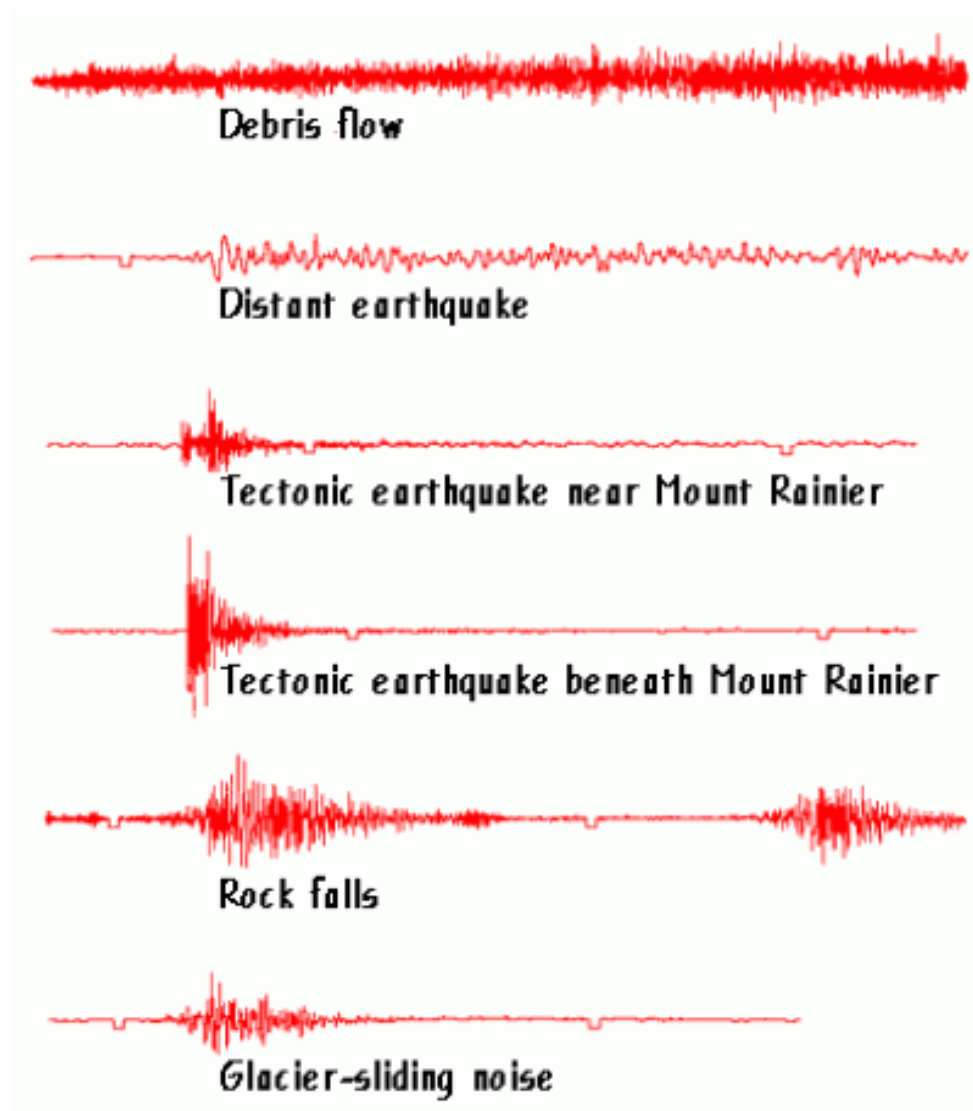 Debris flow
Distant earthquake
Tectonic earthquake near Mount Rainier
Tectonic earthquake beneath Mount Rainier
Rock falls
Glacier-sliding noise